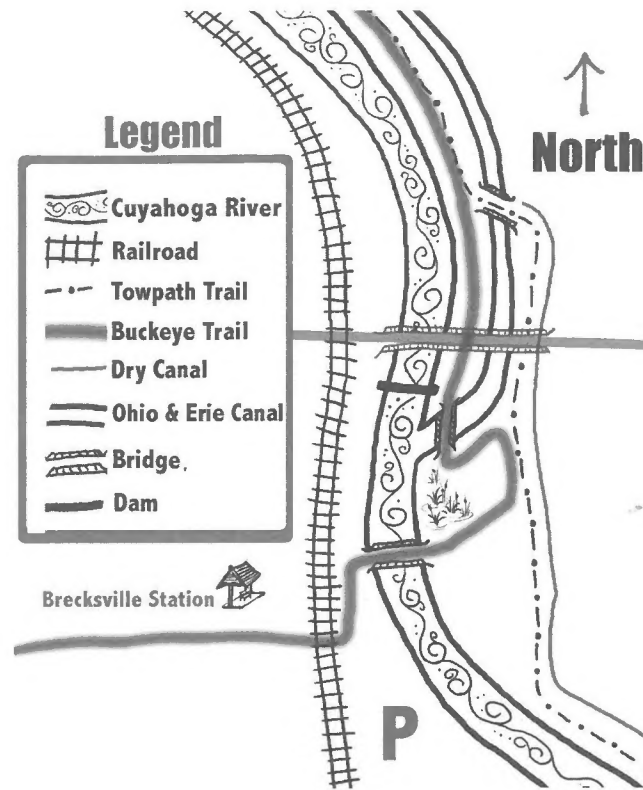 North
Legend
Cuyahoga River
Railroad
Towpath Trail
Buckeye Trail
Dry Canal
Ohio & Erie Canal
Bridge.
Dam
Brecksville Station
P